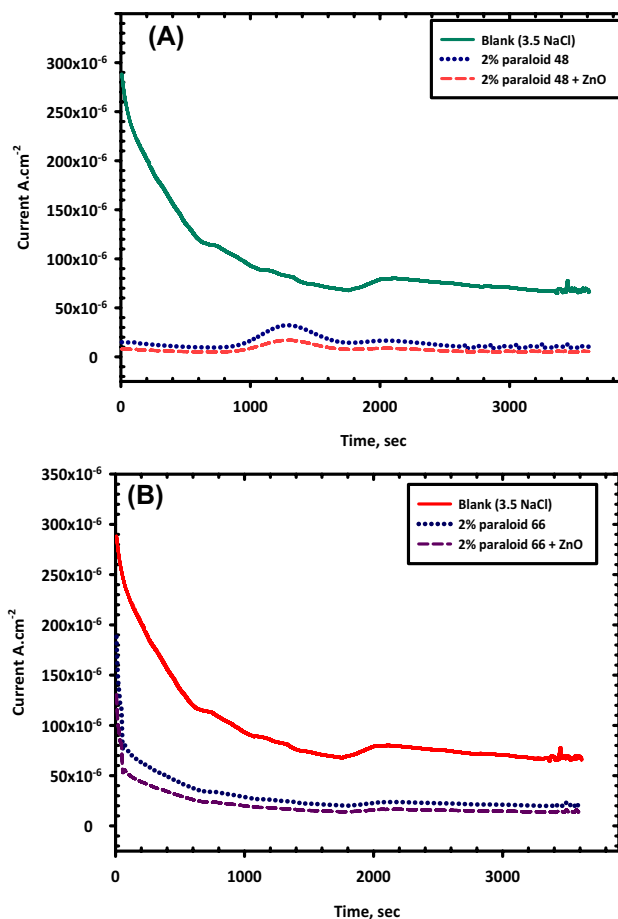 (A)
Blank (3.5 NaCl)
2% paraloid 48
2% paraloid 48 + ZnO
300x10-6
250x10-6
200x10-6
150x10-6
100x10-6
50x10-6
0
Current A.cm-2
0 1000 2000 3000
Time, sec
(B)
Blank (3.5 NaCl)
2% paraloid 66
2% paraloid 66 + ZnO
350x10-6
300x10-6
250x10-6
200x10-6
150x10-6
100x10-6
50x10-6
0
Current A.cm-2
0 1000 2000 3000
Time, sec